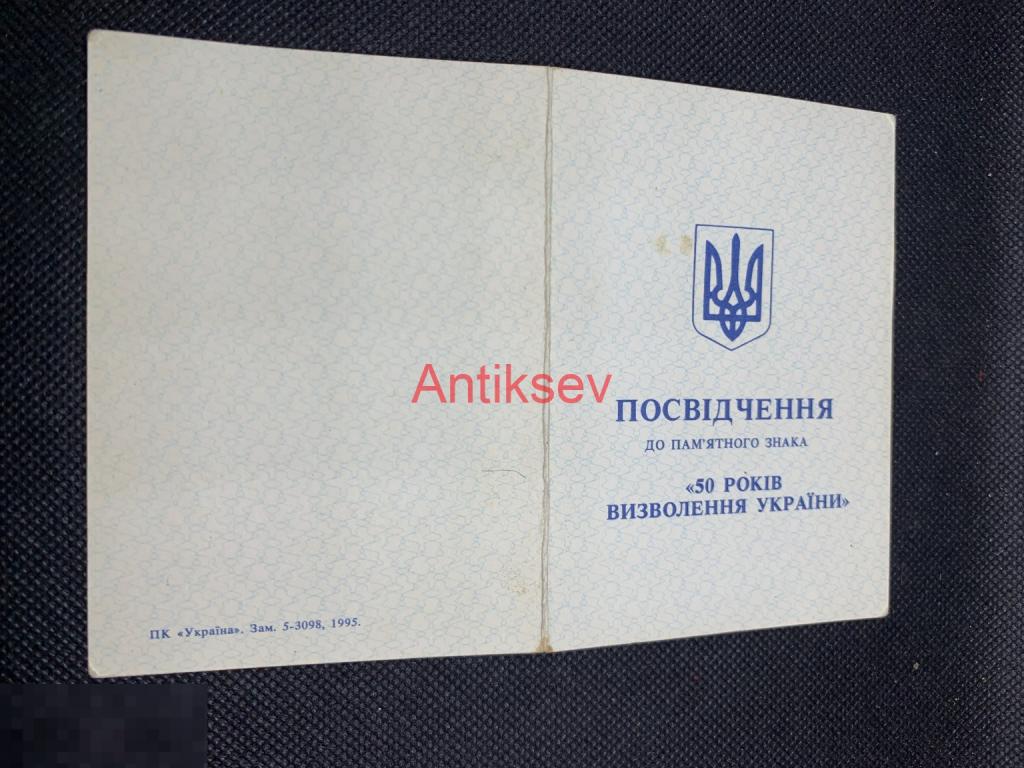 Antiksev
ПОСВІДЧЕННЯ
ДО ПАМ'ЯТНОГО ЗНАКА
«50 РОКІВ
ВИЗВОЛЕННЯ УКРАЇНИ»
ПК «Україна». Зам. 5-3098, 1995.